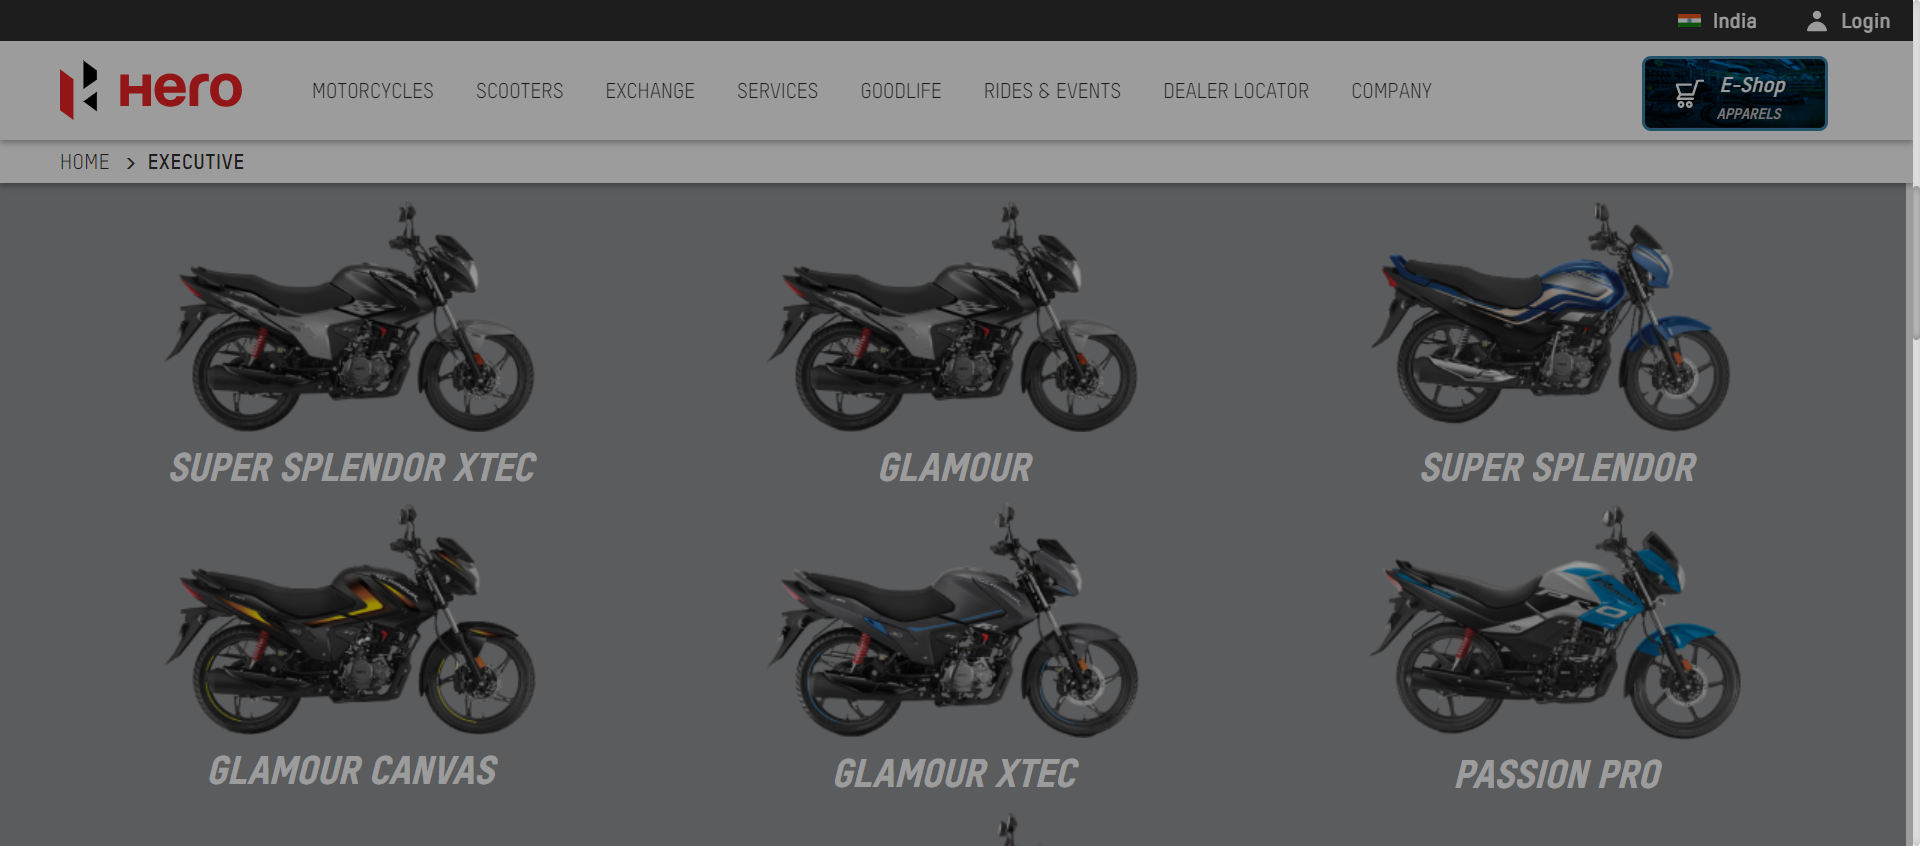 India
Login
Hero
MOTORCYCLES
SCOOTERS
EXCHANGE
SERVICES
GOODLIFE
RIDES & EVENTS
DEALER LOCATOR
COMPANY
E-Shop
APPARELS
HOME > EXECUTIVE
SUPER SPLENDOR XTEC
GLAMOUR
SUPER SPLENDOR
GLAMOUR CANVAS
GLAMOUR XTEC
PASSION PRO